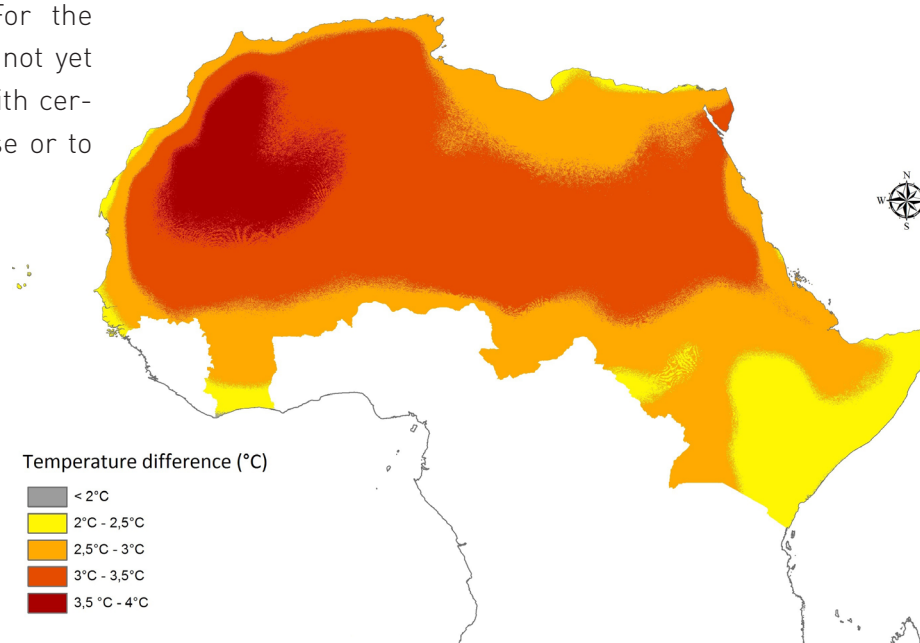 For the
not yet
ith cer-
se or to
N
W
S
Temperature difference (°C)
< 2°C
2°C - 2,5°C
2,5°C - 3°C
3°C - 3,5°C
3,5 °C - 4°C